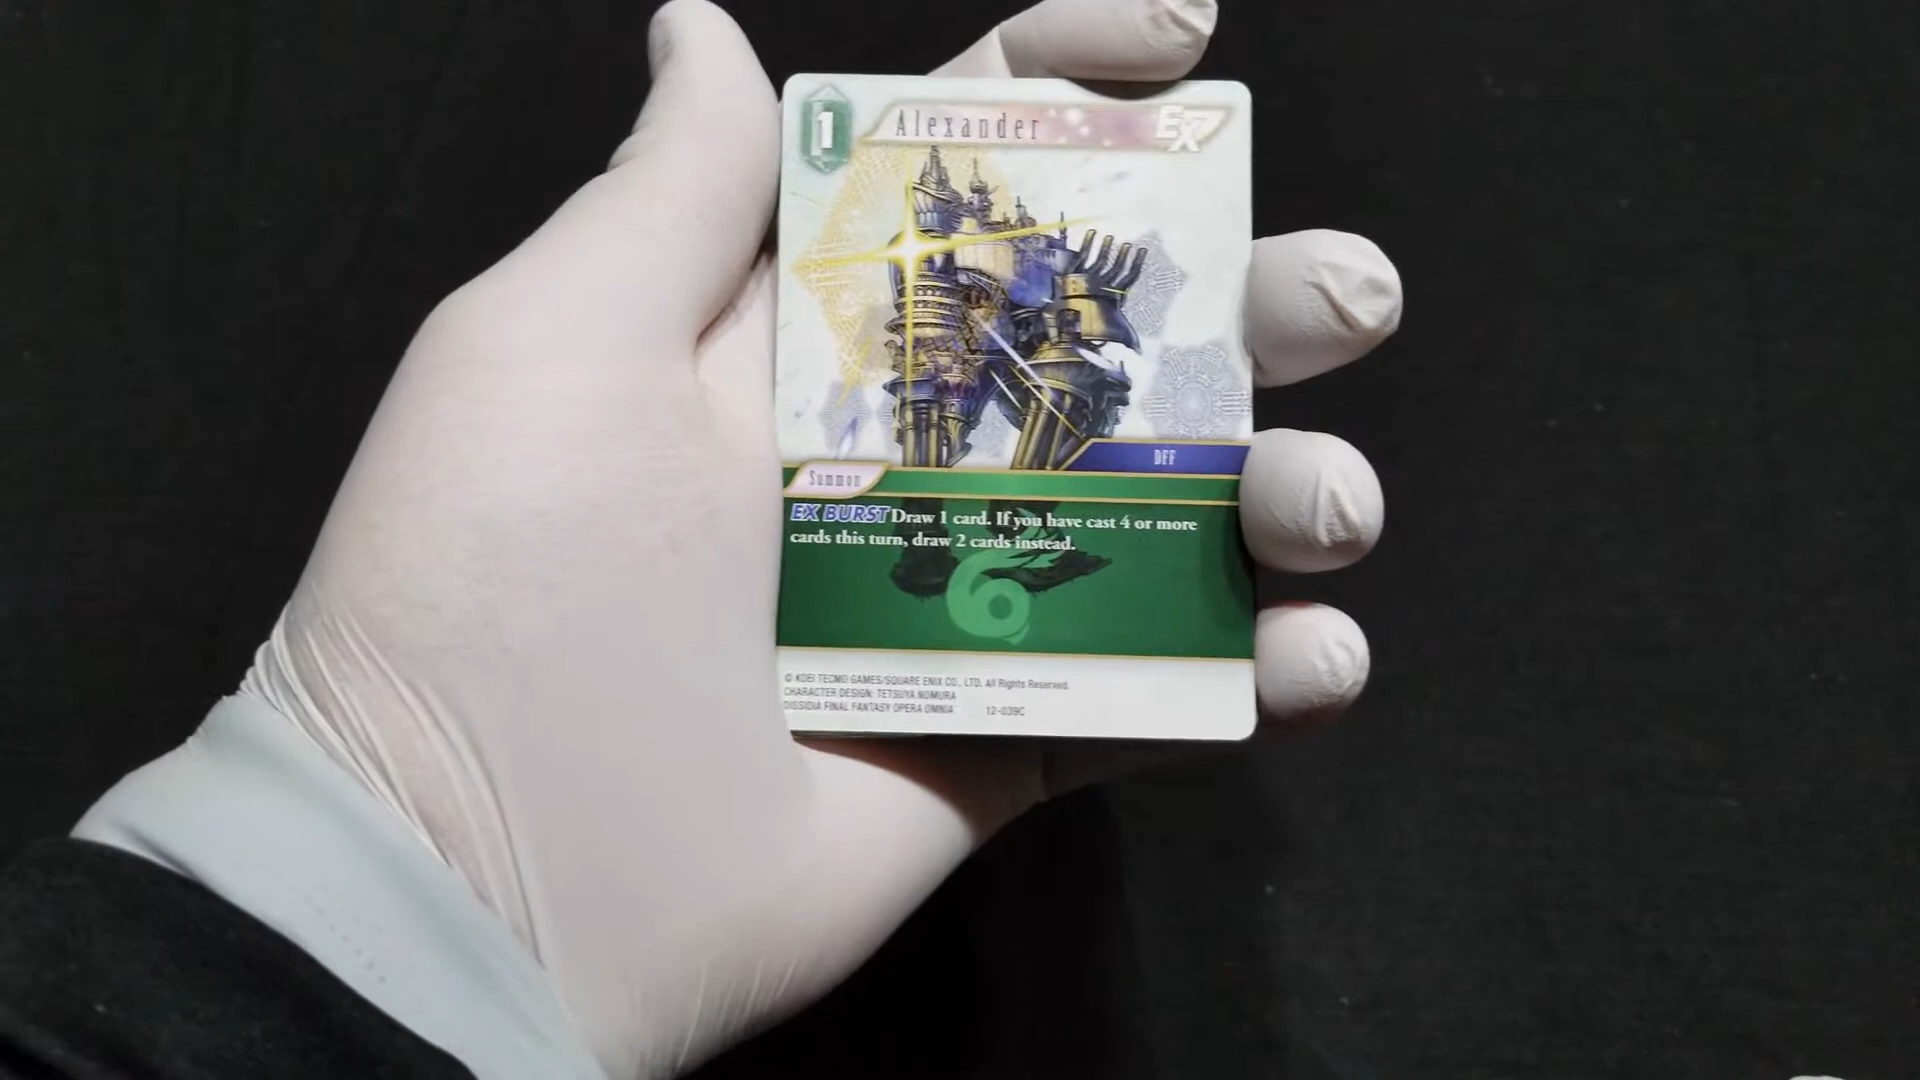 1
Alexander
EX
DFF
Summon
EX BURST Draw 1 card. If you have cast 4 or more
cards this turn, draw 2 cards instead.
© KOEI TECMO GAMES/SQUARE ENIX CO., LTD. All Rights Reserved.
CHARACTER DESIGN: TETSUYA NOMURA
DISSIDIA FINAL FANTASY OPERA OMNIA 12-039C